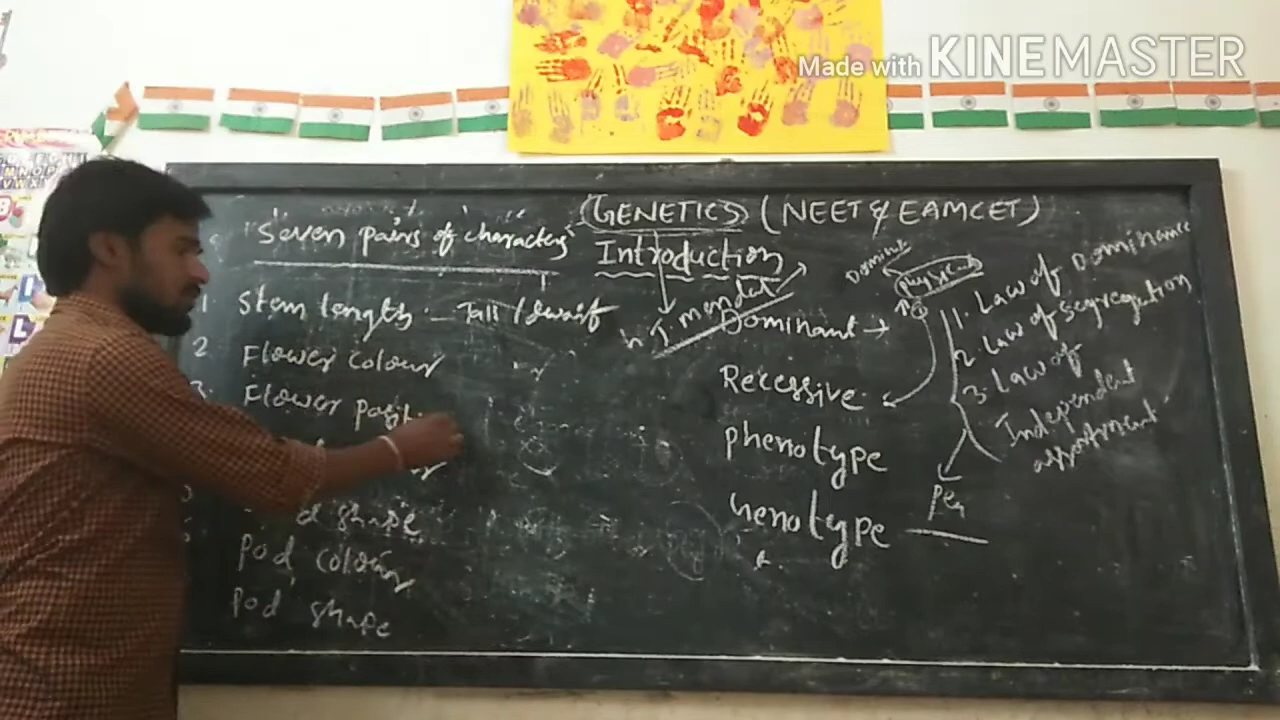 Made with KINEMASTER
GENETICS (NEET & EAMCET)
Introduction
"Seven pairs of characters"
1 Stem length - Tall / dwarf
2 Flower colour
3. Flower positi
d shape
Pod colour
Pod shape
Dominant →
Recessive
phenotype
Genotype
1. Law of Dominance
2. Law of segregation
3. Law of
Independent
assortment